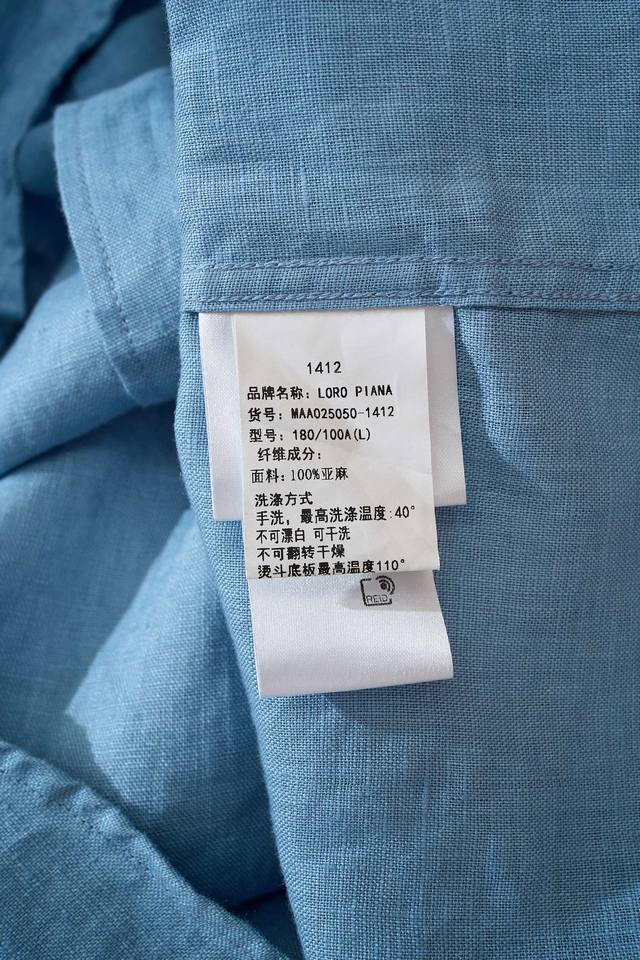 1412
品牌名称: LORO PIANA
货号: MAA025050-1412
型号: 180/100A(L)
纤维成分:
面料: 100%亚麻
洗涤方式
手洗, 最高洗涤温度:40°
不可漂白 可干洗
不可翻转干燥
烫斗底板最高温度110°
REID